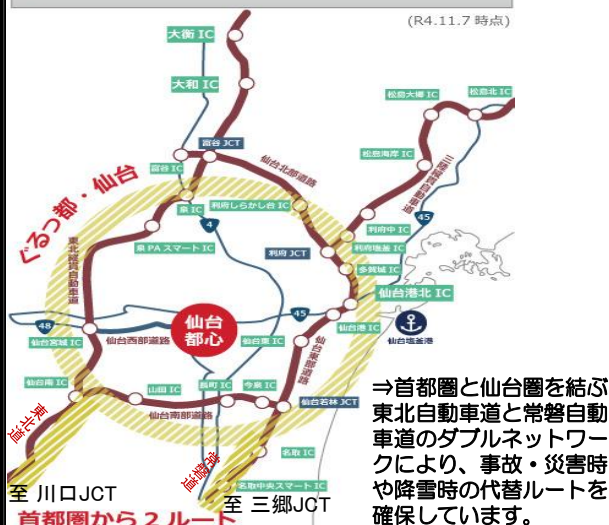 (R4.11.7 時点)
大衡 IC
大和 IC
松島大郷 IC
松島北 IC
富谷 JCT
富谷 IC
仙台北部道路
松島海岸 IC
三陸縦貫自動車道
45
ぐるっ都・仙台
泉 IC
利府しらかし台 IC
4
利府中 IC
利府塩釜 IC
泉 PA スマート IC
利府 JCT
多賀城 IC
東北縦貫自動車道
仙台港北 IC
仙台都心
45
48
仙台港 IC
仙台塩釜港
仙台宮城 IC
仙台西部道路
仙台東 IC
仙台東部道路
仙台南 IC
山田 IC
長町 IC
今泉 IC
仙台若林 JCT
仙台南部道路
東北道
常磐道
名取 IC
名取中央スマート IC
至 川口JCT
至 三郷JCT
首都圏から 2 ルート
⇒首都圏と仙台圏を結ぶ
東北自動車道と常磐自動
車道のダブルネットワー
クにより、事故・災害時
や降雪時の代替ルートを
確保しています。